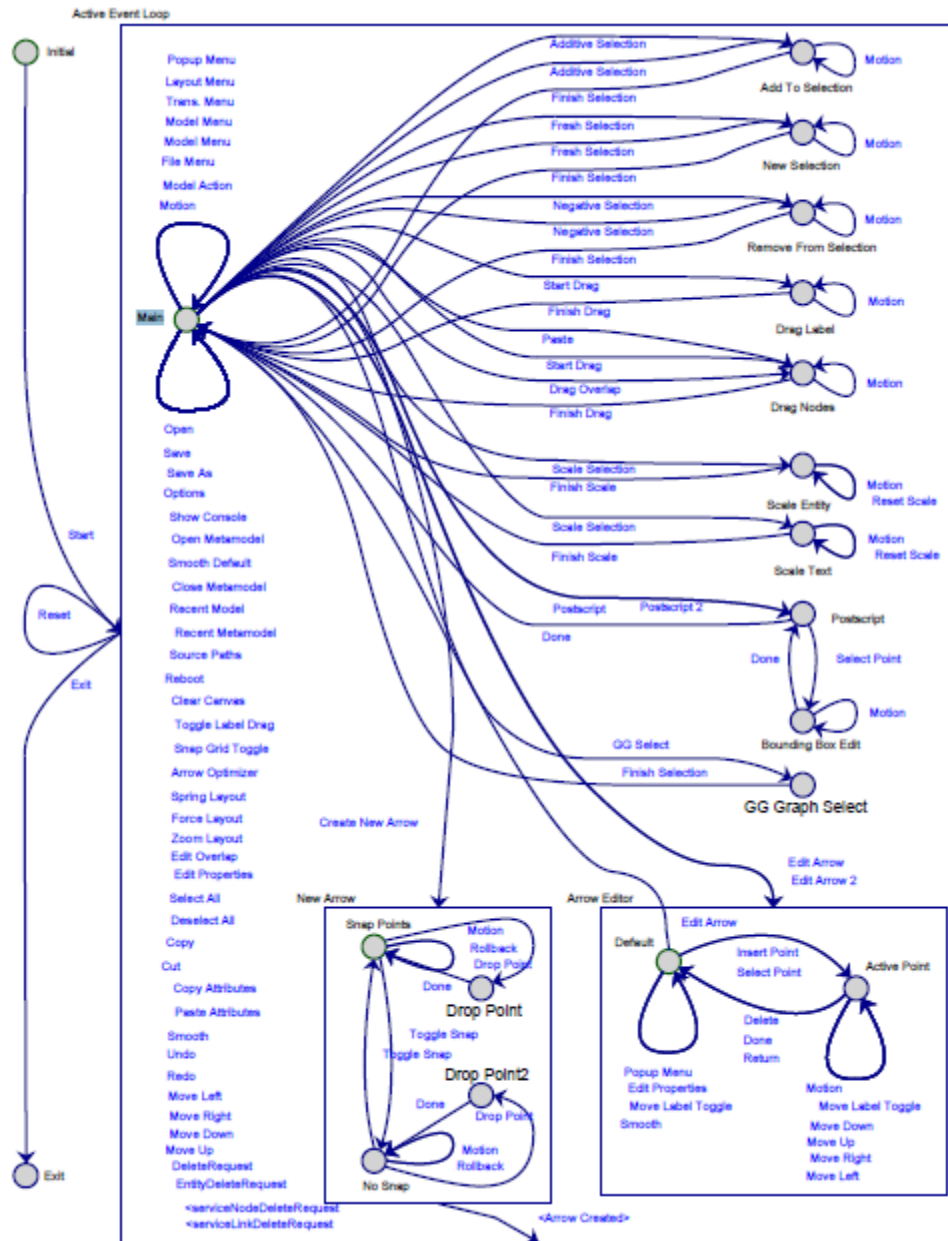 Active Event Loop
Initial
Popup Menu
Layout Menu
Trans. Menu
Model Menu
Model Menu
File Menu
Model Action
Motion
Main
Open
Save
Save As
Options
Show Console
Open Metamodel
Smooth Default
Close Metamodel
Recent Model
Recent Metamodel
Source Paths
Reboot
Clear Canvas
Toggle Label Drag
Snap Grid Toggle
Arrow Optimizer
Spring Layout
Force Layout
Zoom Layout
Edit Overlap
Edit Properties
Select All
Deselect All
Copy
Cut
Copy Attributes
Paste Attributes
Smooth
Undo
Redo
Move Left
Move Right
Move Down
Move Up
DeleteRequest
EntityDeleteRequest
<serviceNodeDeleteRequest
<serviceLinkDeleteRequest
Start
Reset
Exit
Exit
Additive Selection
Additive Selection
Finish Selection
Motion
Add To Selection
Fresh Selection
Fresh Selection
Finish Selection
Motion
New Selection
Negative Selection
Negative Selection
Finish Selection
Motion
Remove From Selection
Start Drag
Finish Drag
Motion
Drag Label
Paste
Start Drag
Drag Overlap
Finish Drag
Motion
Drag Nodes
Scale Selection
Finish Scale
Motion
Reset Scale
Scale Entity
Scale Selection
Finish Scale
Motion
Reset Scale
Scale Text
Postscript
Postscript 2
Done
Postscript
Done
Select Point
Motion
Bounding Box Edit
GG Select
Finish Selection
GG Graph Select
Create New Arrow
Edit Arrow
Edit Arrow 2
New Arrow
Snap Points
Motion
Rollback
Drop Point
Done
Drop Point
Toggle Snap
Toggle Snap
Drop Point2
Done
Drop Point
Motion
Rollback
No Snap
<Arrow Created>
Arrow Editor
Edit Arrow
Default
Insert Point
Select Point
Active Point
Delete
Done
Return
Popup Menu
Edit Properties
Move Label Toggle
Smooth
Motion
Move Label Toggle
Move Down
Move Up
Move Right
Move Left